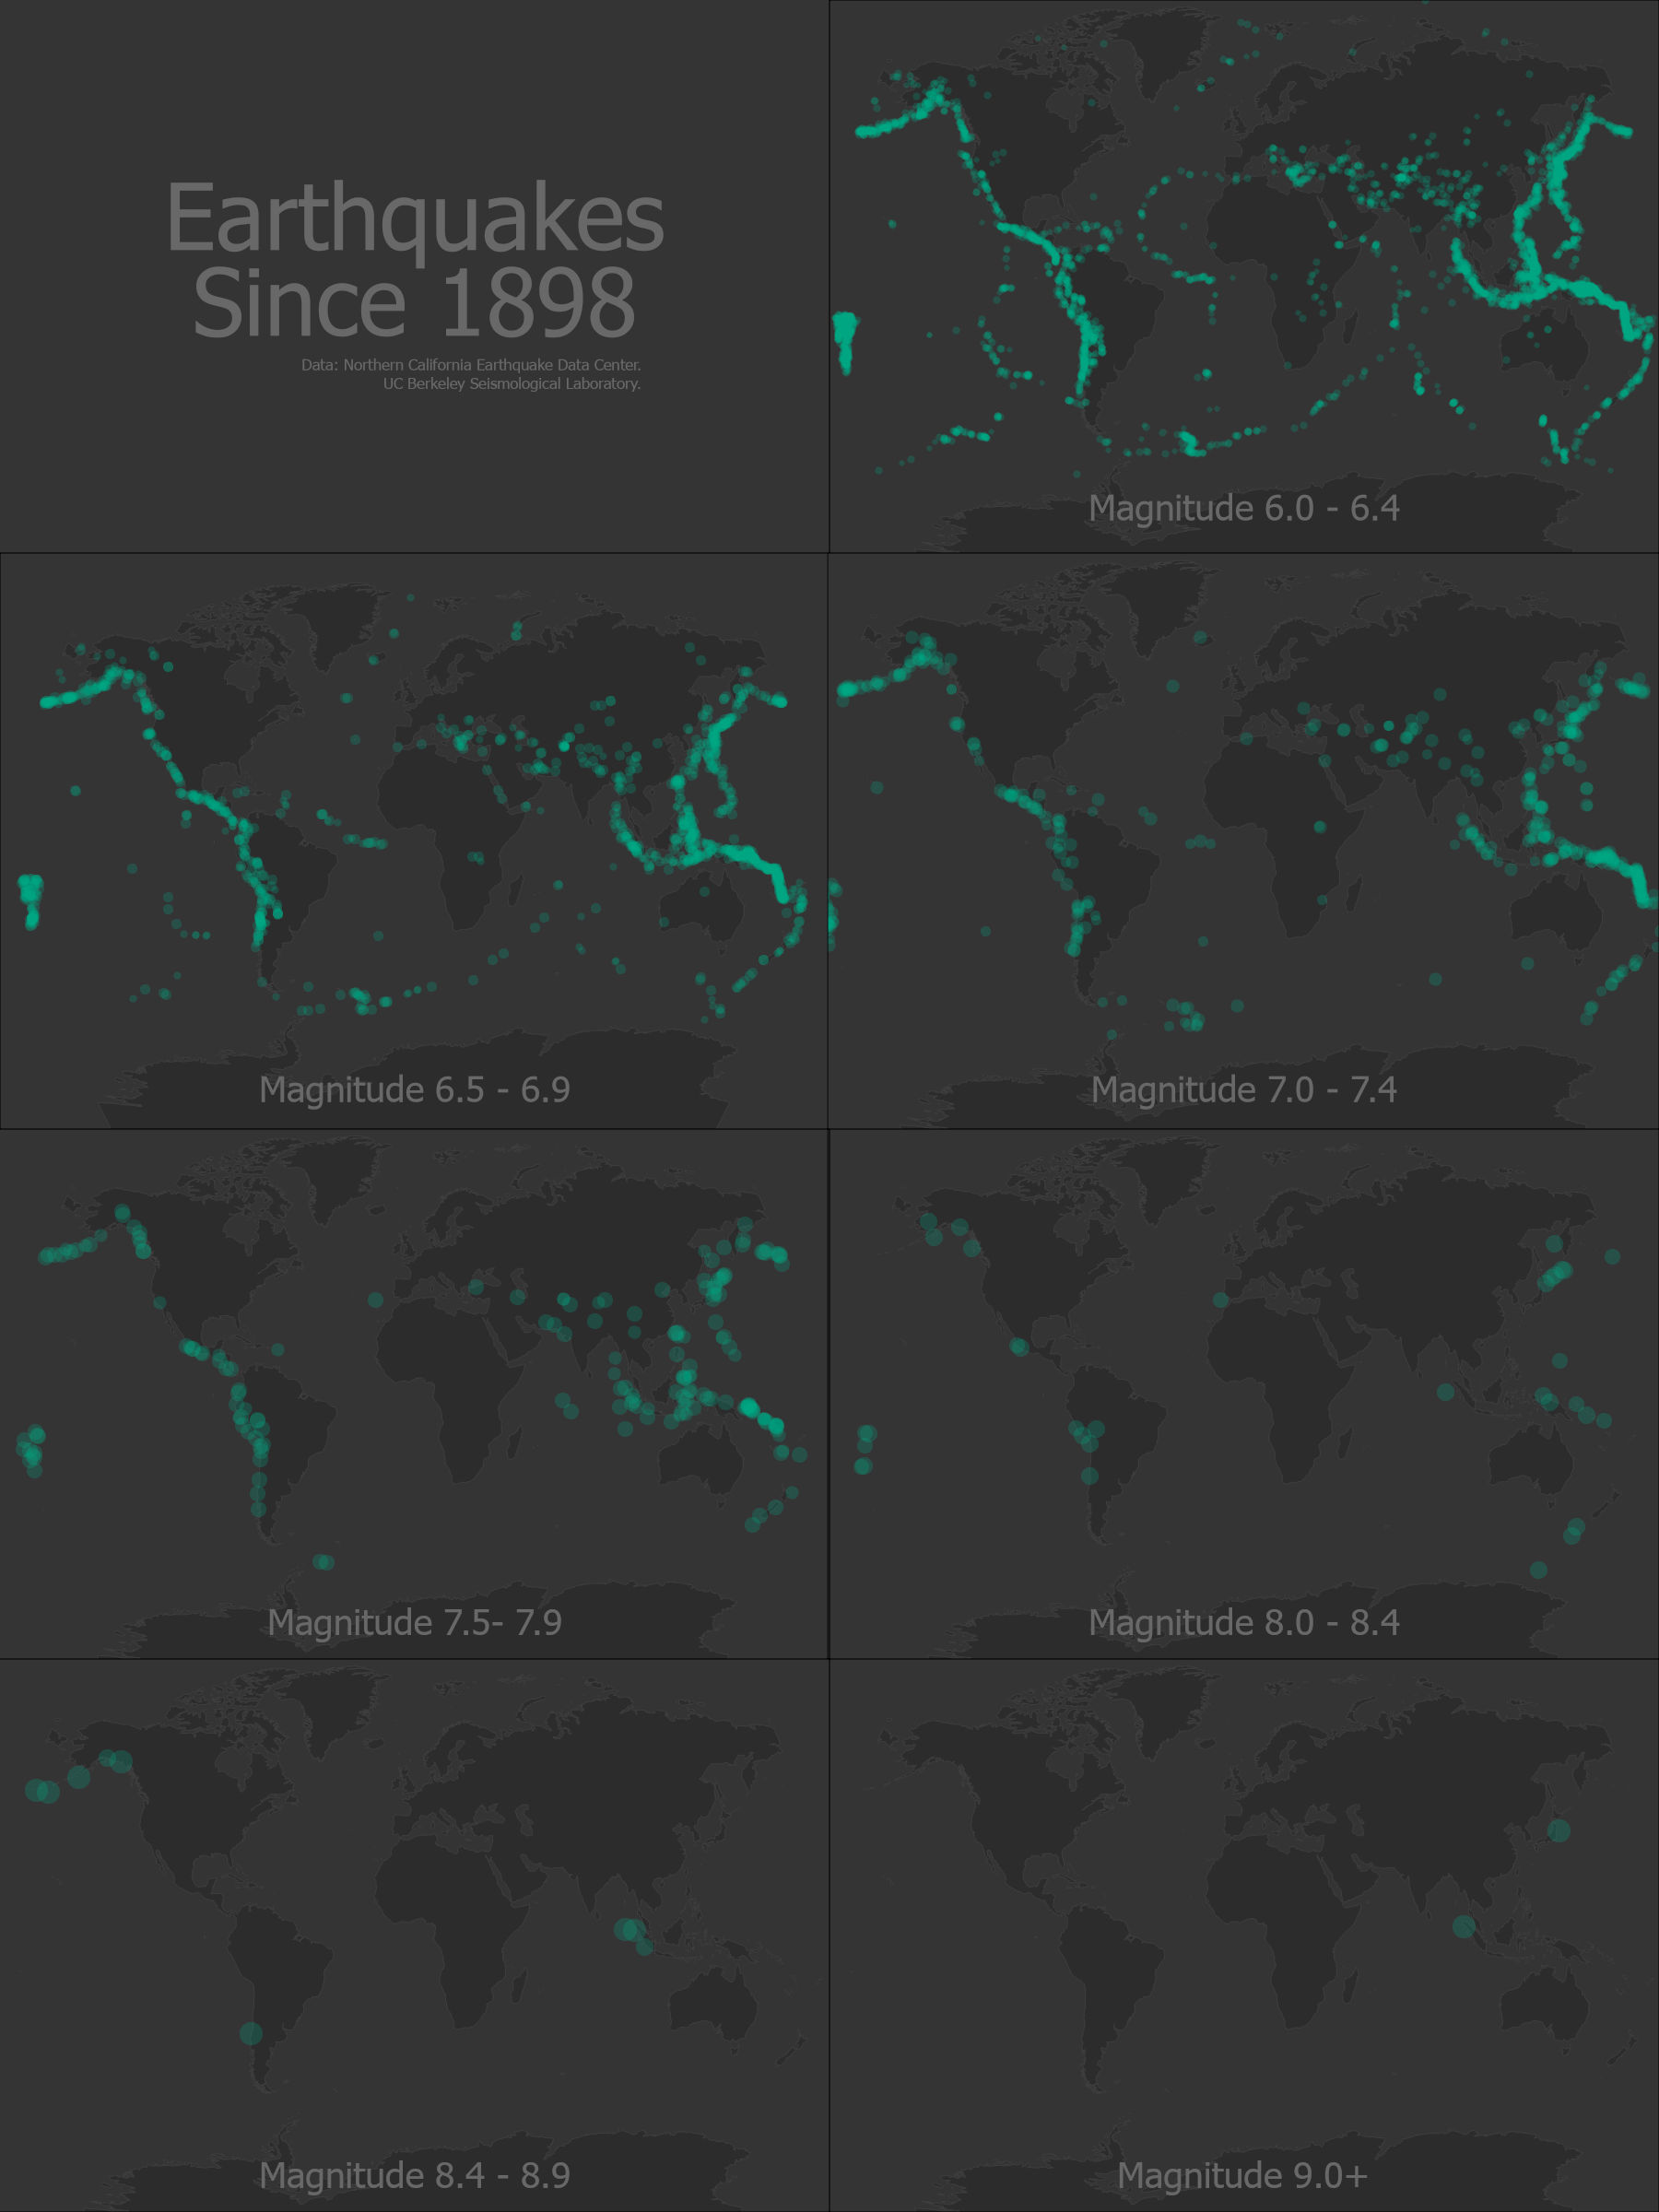 Earthquakes
Since 1898
Data: Northern California Earthquake Data Center.
UC Berkeley Seismological Laboratory.
Magnitude 6.0 - 6.4
Magnitude 6.5 - 6.9
Magnitude 7.0 - 7.4
Magnitude 7.5- 7.9
Magnitude 8.0 - 8.4
Magnitude 8.4 - 8.9
Magnitude 9.0+